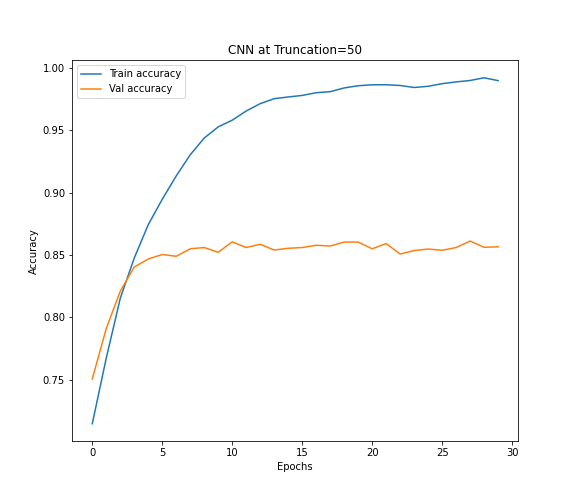 CNN at Truncation=50
Train accuracy
Val accuracy
1.00
0.95
0.90
0.85
0.80
0.75
Accuracy
0 5 10 15 20 25 30
Epochs